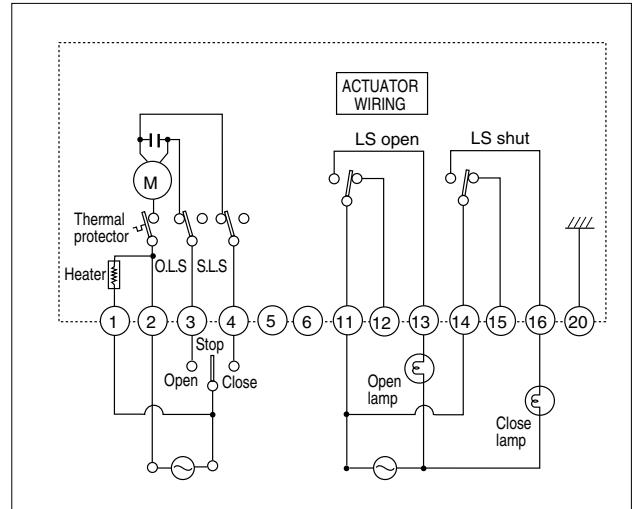 ACTUATOR
WIRING
LS open
LS shut
M
Thermal
protector
O.L.S
S.L.S
Heater
1
2
3
4
5
6
11
12
13
14
15
16
20
Stop
Open
Close
Open
lamp
Close
lamp